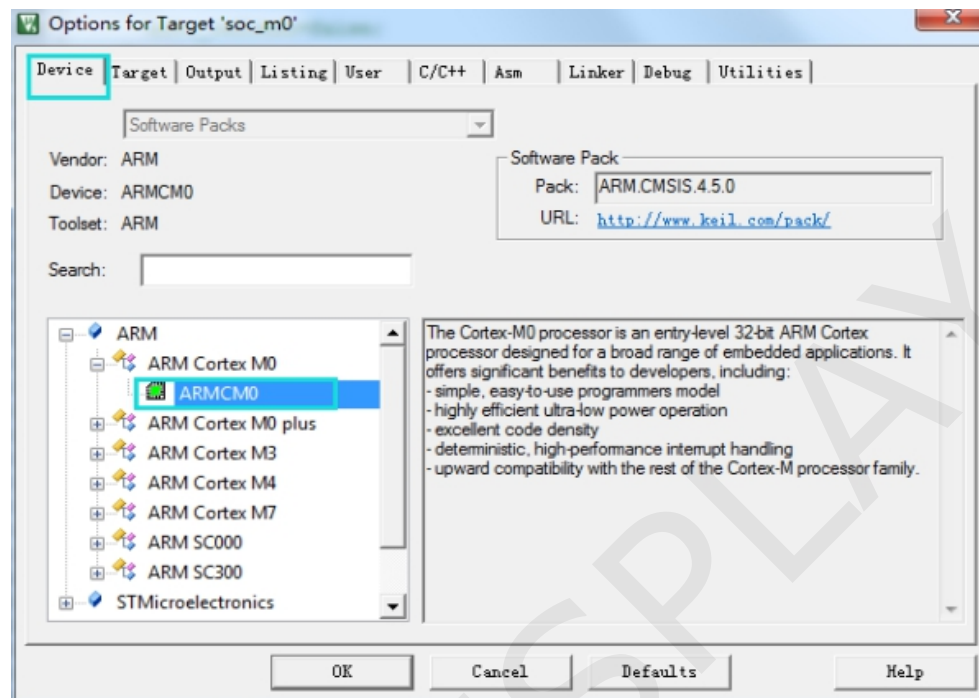 Options for Target 'soc_m0'
Device Target Output Listing User C/C++ Asm Linker Debug Utilities
Software Packs
Vendor: ARM
Device: ARMCM0
Toolset: ARM
Software Pack
Pack: ARM.CMSIS.4.5.0
URL: http://www.keil.com/pack/
Search:
ARM
ARM Cortex M0
ARMCM0
ARM Cortex M0 plus
ARM Cortex M3
ARM Cortex M4
ARM Cortex M7
ARM SC000
ARM SC300
STMicroelectronics
The Cortex-M0 processor is an entry-level 32-bit ARM Cortex
processor designed for a broad range of embedded applications. It
offers significant benefits to developers, including:
- simple, easy-to-use programmers model
- highly efficient ultra-low power operation
- excellent code density
- deterministic, high-performance interrupt handling
- upward compatibility with the rest of the Cortex-M processor family.
OK Cancel Defaults Help
SPLAY